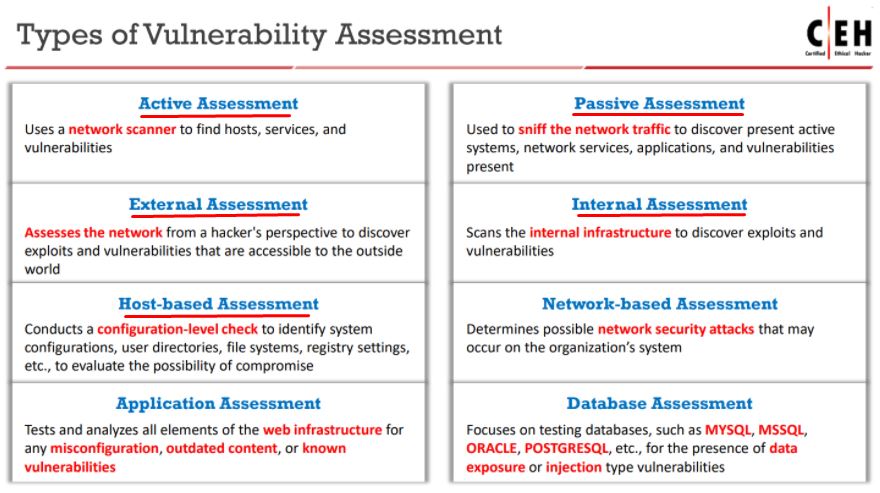 Types of Vulnerability Assessment
C|EH
Certified Ethical Hacker
Active Assessment
Uses a network scanner to find hosts, services, and
vulnerabilities
Passive Assessment
Used to sniff the network traffic to discover present active
systems, network services, applications, and vulnerabilities
present
External Assessment
Assesses the network from a hacker's perspective to discover
exploits and vulnerabilities that are accessible to the outside
world
Internal Assessment
Scans the internal infrastructure to discover exploits and
vulnerabilities
Host-based Assessment
Conducts a configuration-level check to identify system
configurations, user directories, file systems, registry settings,
etc., to evaluate the possibility of compromise
Network-based Assessment
Determines possible network security attacks that may
occur on the organization's system
Application Assessment
Tests and analyzes all elements of the web infrastructure for
any misconfiguration, outdated content, or known
vulnerabilities
Database Assessment
Focuses on testing databases, such as MYSQL, MSSQL,
ORACLE, POSTGRESQL, etc., for the presence of data
exposure or injection type vulnerabilities